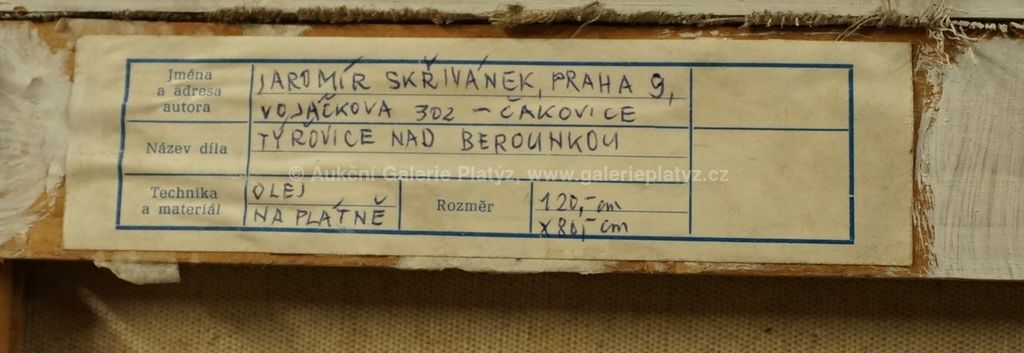 Jména
a adresa
autora
JAROMÍR SKŘIVÁNEK, PRAHA 9,
VOJÁČKOVA 302 – ČAKOVICE
Název díla
TÝŘOVICE NAD BEROUNKOU
© Aukční Galerie Platýz, www.galerieplatyz.cz
Technika
a materiál
OLEJ
NA PLÁTNĚ
Rozměr
120,- cm
x 80,- cm